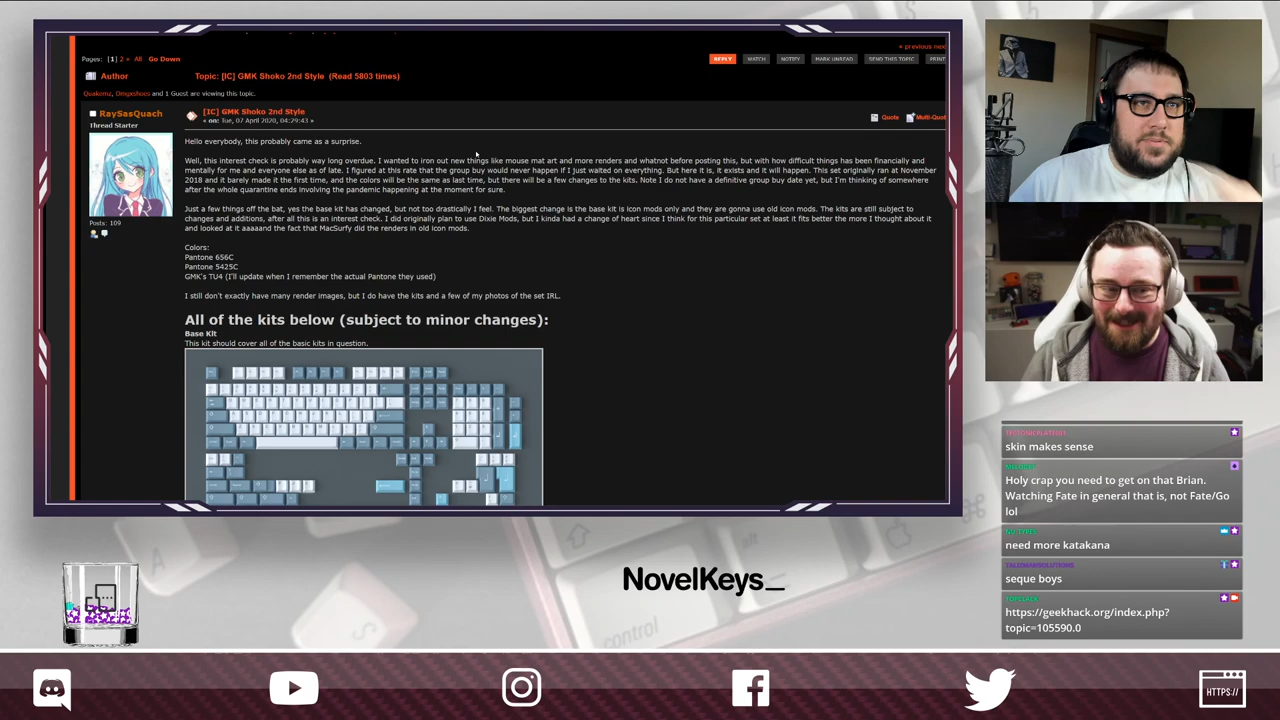 « previous nex
Pages: [1] 2 » All Go Down
REPLY WATCH NOTIFY MARK UNREAD SEND THIS TOPIC PRIN
Author Topic: [IC] GMK Shoko 2nd Style (Read 5803 times)
Quakemz, Omgxshoes and 1 Guest are viewing this topic.
RaySasQuach
Thread Starter
Posts: 109
[IC] GMK Shoko 2nd Style
« on: Tue, 07 April 2020, 04:29:43 »
Quote Multi-Quot
Hello everybody, this probably came as a surprise.
Well, this interest check is probably way long overdue. I wanted to iron out new things like mouse mat art and more renders and whatnot before posting this, but with how difficult things has been financially and
mentally for me and everyone else as of late. I figured at this rate that the group buy would never happen if I just waited on everything. But here it is, it exists and it will happen. This set originally ran at November
2018 and it barely made it the first time, and the colors will be the same as last time, but there will be a few changes to the kits. Note I do not have a definitive group buy date yet, but I'm thinking of somewhere
after the whole quarantine ends involving the pandemic happening at the moment for sure.
Just a few things off the bat, yes the base kit has changed, but not too drastically I feel. The biggest change is the base kit is icon mods only and they are gonna use old icon mods. The kits are still subject to
changes and additions, after all this is an interest check. I did originally plan to use Dixie Mods, but I kinda had a change of heart since I think for this particular set at least it fits better the more I thought about it
and looked at it aaaaand the fact that MacSurfy did the renders in old icon mods.
Colors:
Pantone 656C
Pantone 5425C
GMK's TU4 (I'll update when I remember the actual Pantone they used)
I still don't exactly have many render images, but I do have the kits and a few of my photos of the set IRL.
All of the kits below (subject to minor changes):
Base Kit
This kit should cover all of the basic kits in question.
skin makes sense
Holy crap you need to get on that Brian.
Watching Fate in general that is, not Fate/Go
lol
need more katakana
seque boys
https://geekhack.org/index.php?
topic=105590.0
NovelKeys_
control
HTTPS://